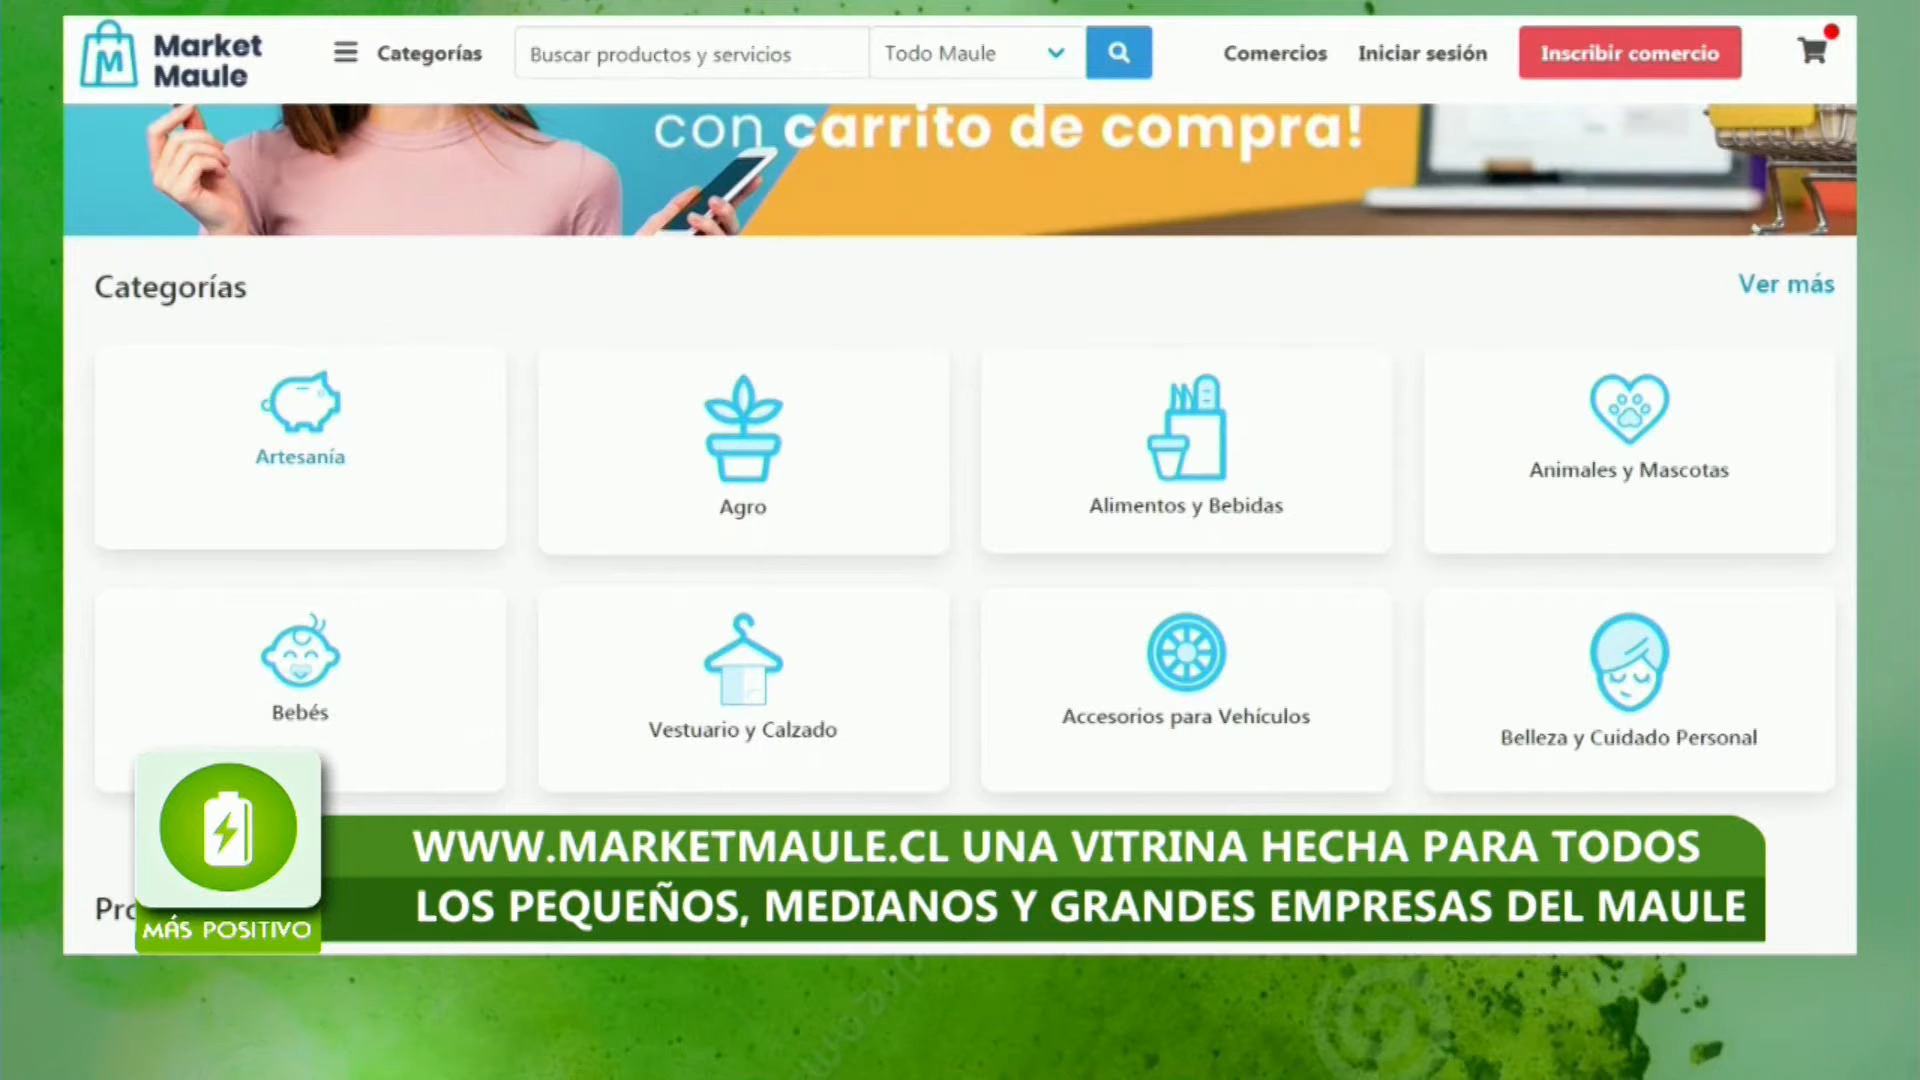 Market
Maule
Categorías
Buscar productos y servicios
Todo Maule
Comercios
Iniciar sesión
Inscribir comercio
con carrito de compra!
Categorías
Ver más
Artesanía
Agro
Alimentos y Bebidas
Animales y Mascotas
Bebés
Vestuario y Calzado
Accesorios para Vehículos
Belleza y Cuidado Personal
WWW.MARKETMAULE.CL UNA VITRINA HECHA PARA TODOS
LOS PEQUEÑOS, MEDIANOS Y GRANDES EMPRESAS DEL MAULE
MÁS POSITIVO